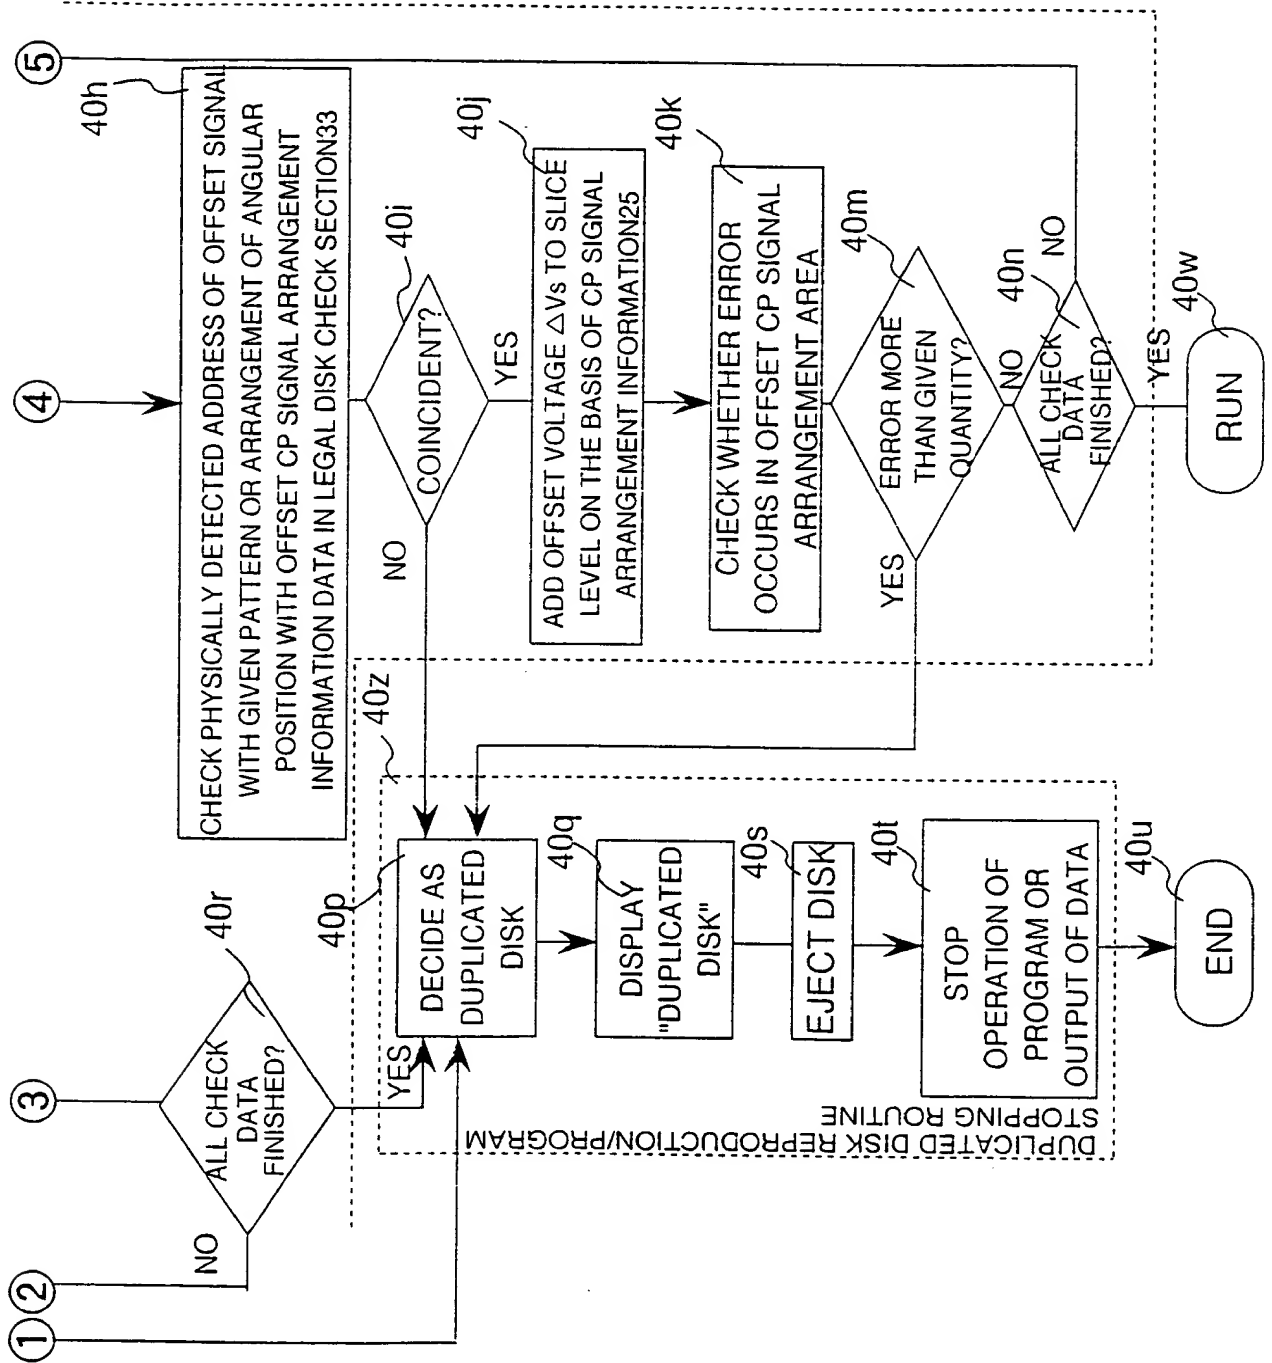 ①
②
③
④
⑤
NO
ALL CHECK
DATA
FINISHED?
40r
YES
40h
CHECK PHYSICALLY DETECTED ADDRESS OF OFFSET SIGNAL
WITH GIVEN PATTERN OR ARRANGEMENT OF ANGULAR
POSITION WITH OFFSET CP SIGNAL ARRANGEMENT
INFORMATION DATA IN LEGAL DISK CHECK SECTION33
40i
COINCIDENT?
NO
YES
40j
ADD OFFSET VOLTAGE △Vs TO SLICE
LEVEL ON THE BASIS OF CP SIGNAL
ARRANGEMENT INFORMATION25
40k
CHECK WHETHER ERROR
OCCURS IN OFFSET CP SIGNAL
ARRANGEMENT AREA
40m
ERROR MORE
THAN GIVEN
QUANTITY?
YES
NO
40n
ALL CHECK
DATA
FINISHED?
NO
YES
40w
RUN
40z
40p
DECIDE AS
DUPLICATED
DISK
40q
DISPLAY
"DUPLICATED
DISK"
40s
EJECT DISK
40t
STOP
OPERATION OF
PROGRAM OR
OUTPUT OF DATA
40u
END
DUPLICATED DISK REPRODUCTION/PROGRAM
STOPPING ROUTINE